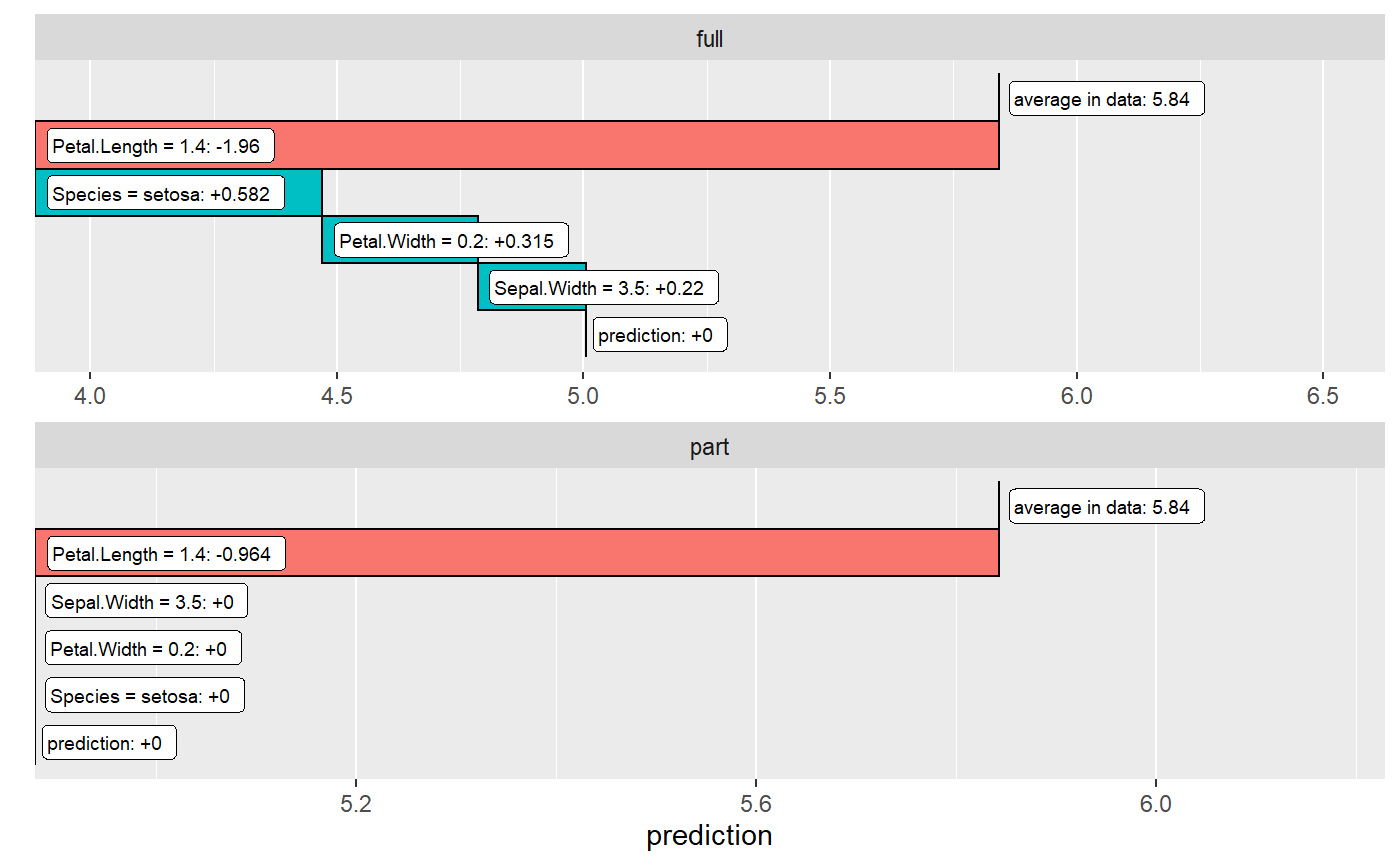 full
average in data: 5.84
Petal.Length = 1.4: -1.96
Species = setosa: +0.582
Petal.Width = 0.2: +0.315
Sepal.Width = 3.5: +0.22
prediction: +0
4.0 4.5 5.0 5.5 6.0 6.5
part
average in data: 5.84
Petal.Length = 1.4: -0.964
Sepal.Width = 3.5: +0
Petal.Width = 0.2: +0
Species = setosa: +0
prediction: +0
5.2 5.6 6.0
prediction